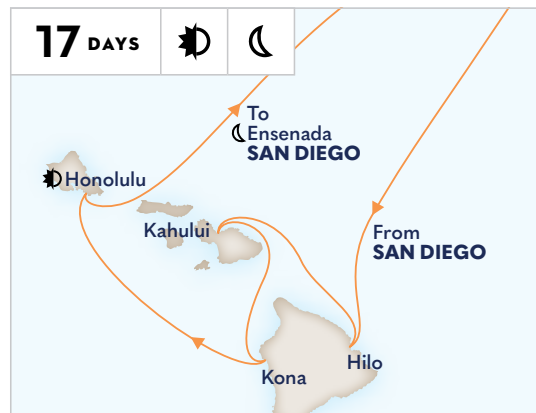 17 DAYS
To
Ensenada
SAN DIEGO
Honolulu
Kahului
From
SAN DIEGO
Hilo
Kona